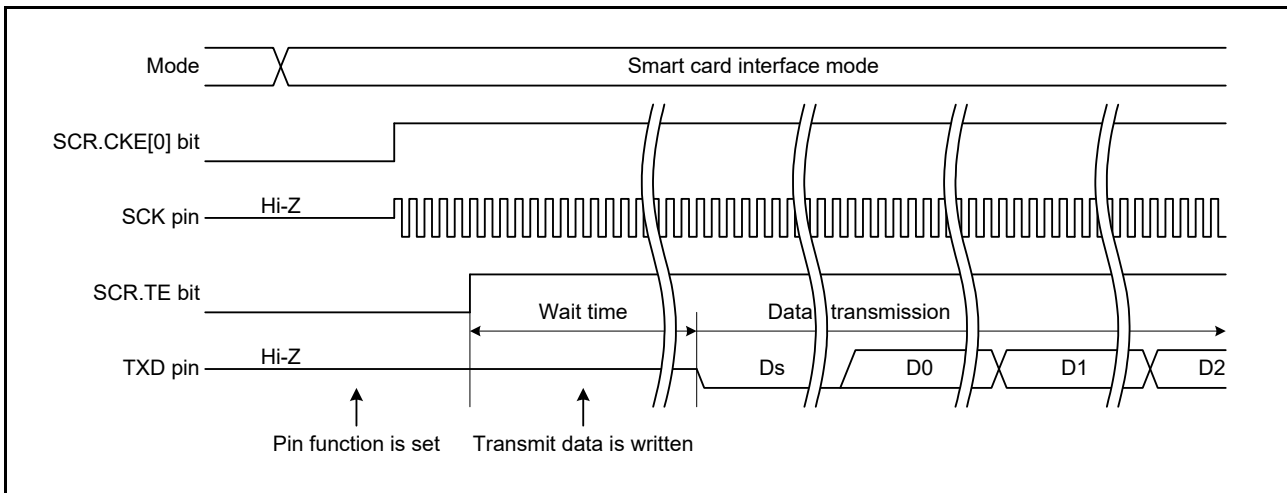 Mode
Smart card interface mode
SCR.CKE[0] bit
SCK pin
Hi-Z
SCR.TE bit
Wait time
Data transmission
TXD pin
Hi-Z
Ds
D0
D1
D2
Pin function is set
Transmit data is written